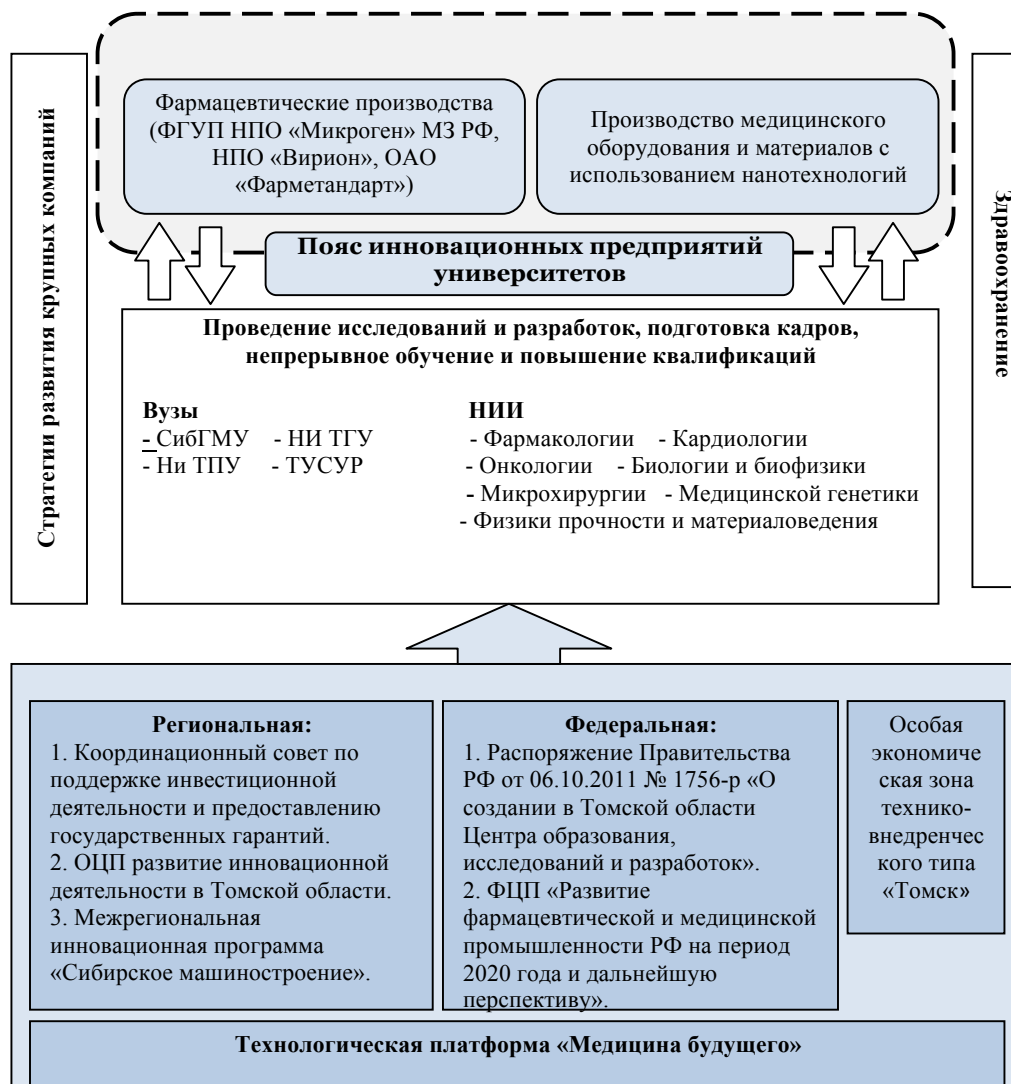 Стратегии развития крупных компаний
Фармацевтические производства
(ФГУП НПО «Микроген» МЗ РФ,
НПО «Вирион», ОАО
«Фарметандарт»)
Производство медицинского
оборудования и материалов с
использованием нанотехнологий
Здравоохранение
Пояс инновационных предприятий
университетов
Проведение исследований и разработок, подготовка кадров,
непрерывное обучение и повышение квалификаций
Вузы
- СибГМУ - НИ ТГУ
- Ни ТПУ - ТУСУР
НИИ
- Фармакологии - Кардиологии
- Онкологии - Биологии и биофизики
- Микрохирургии - Медицинской генетики
- Физики прочности и материаловедения
Региональная:
1. Координационный совет по
поддержке инвестиционной
деятельности и предоставлению
государственных гарантий.
2. ОЦП развитие инновационной
деятельности в Томской области.
3. Межрегиональная
инновационная программа
«Сибирское машиностроение».
Федеральная:
1. Распоряжение Правительства
РФ от 06.10.2011 № 1756-р «О
создании в Томской области
Центра образования,
исследований и разработок».
2. ФЦП «Развитие
фармацевтической и медицинской
промышленности РФ на период
2020 года и дальнейшую
перспективу».
Особая
экономиче
ская зона
технико-
внедренчес
кого типа
«Томск»
Технологическая платформа «Медицина будущего»